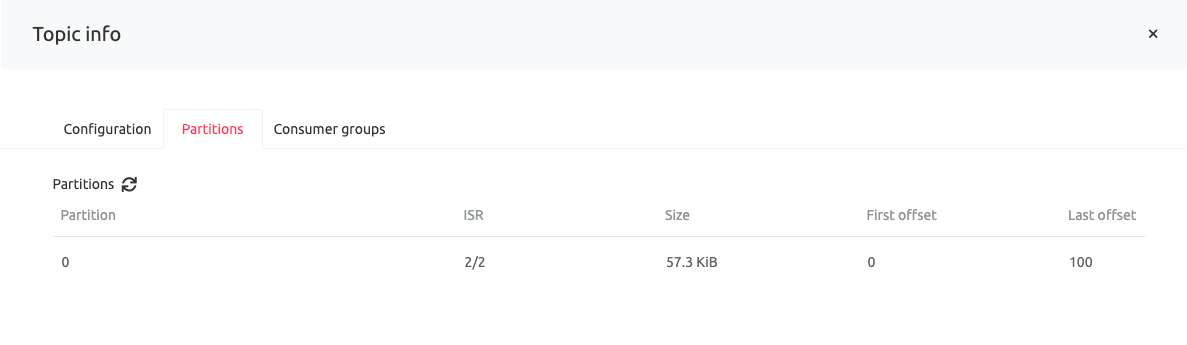 Topic info ×
Configuration Partitions Consumer groups
Partitions
Partition ISR Size First offset Last offset
0 2/2 57.3 KiB 0 100